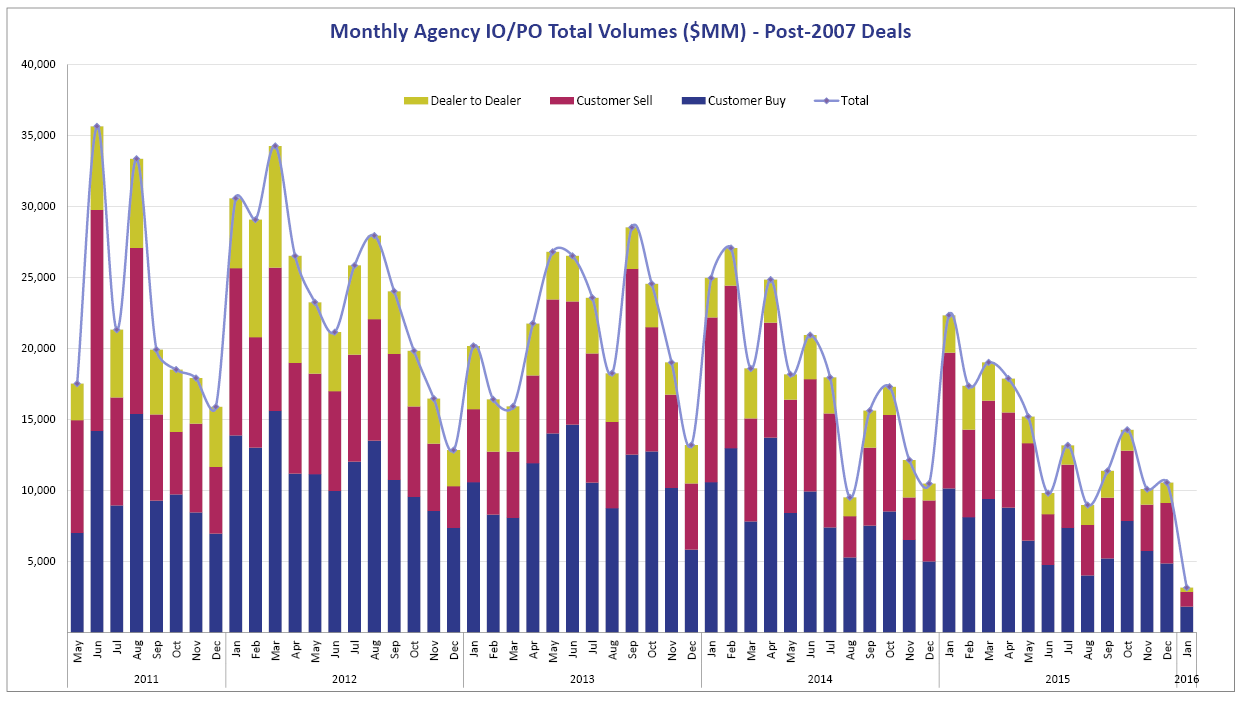 Monthly Agency IO/PO Total Volumes ($MM) - Post-2007 Deals
40,000
Dealer to Dealer Customer Sell Customer Buy Total
35,000
30,000
25,000
20,000
15,000
10,000
5,000
May Jun Jul Aug Sep Oct Nov Dec Jan Feb Mar Apr May Jun Jul Aug Sep Oct Nov Dec Jan Feb Mar Apr May Jun Jul Aug Sep Oct Nov Dec Jan Feb Mar Apr May Jun Jul Aug Sep Oct Nov Dec Jan Feb Mar Apr May Jun Jul Aug Sep Oct Nov Dec Jan
2011 2012 2013 2014 2015 2016